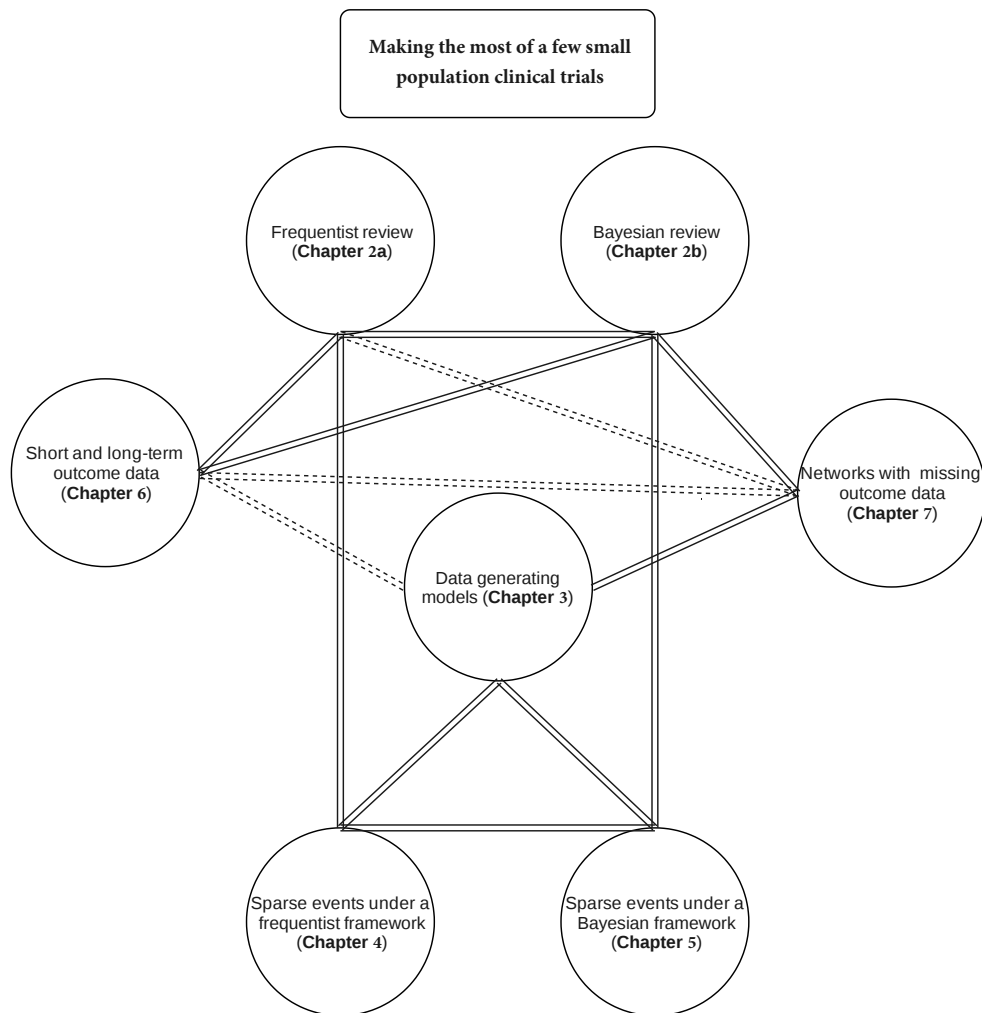 Making the most of a few small
population clinical trials
Frequentist review
(Chapter 2a)
Bayesian review
(Chapter 2b)
Short and long-term
outcome data
(Chapter 6)
Networks with missing
outcome data
(Chapter 7)
Data generating
models (Chapter 3)
Sparse events under a
frequentist framework
(Chapter 4)
Sparse events under a
Bayesian framework
(Chapter 5)